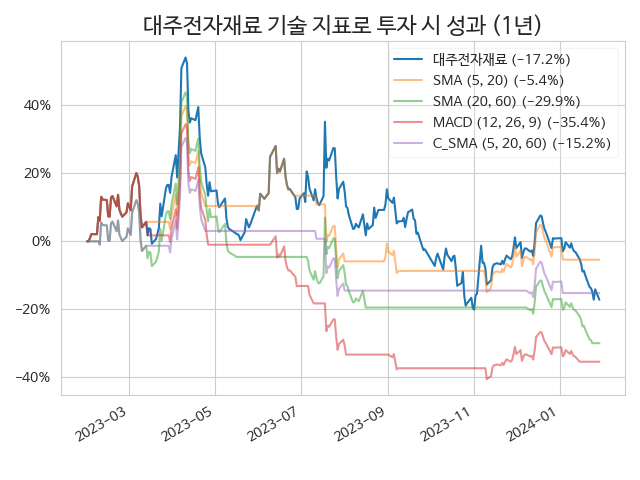 대주전자재료 기술 지표로 투자 시 성과 (1년)
대주전자재료 (−17.2%)
SMA (5, 20) (−5.4%)
SMA (20, 60) (−29.9%)
MACD (12, 26, 9) (−35.4%)
C_SMA (5, 20, 60) (−15.2%)
40%
20%
0%
−20%
−40%
2023−03
2023−05
2023−07
2023−09
2023−11
2024−01